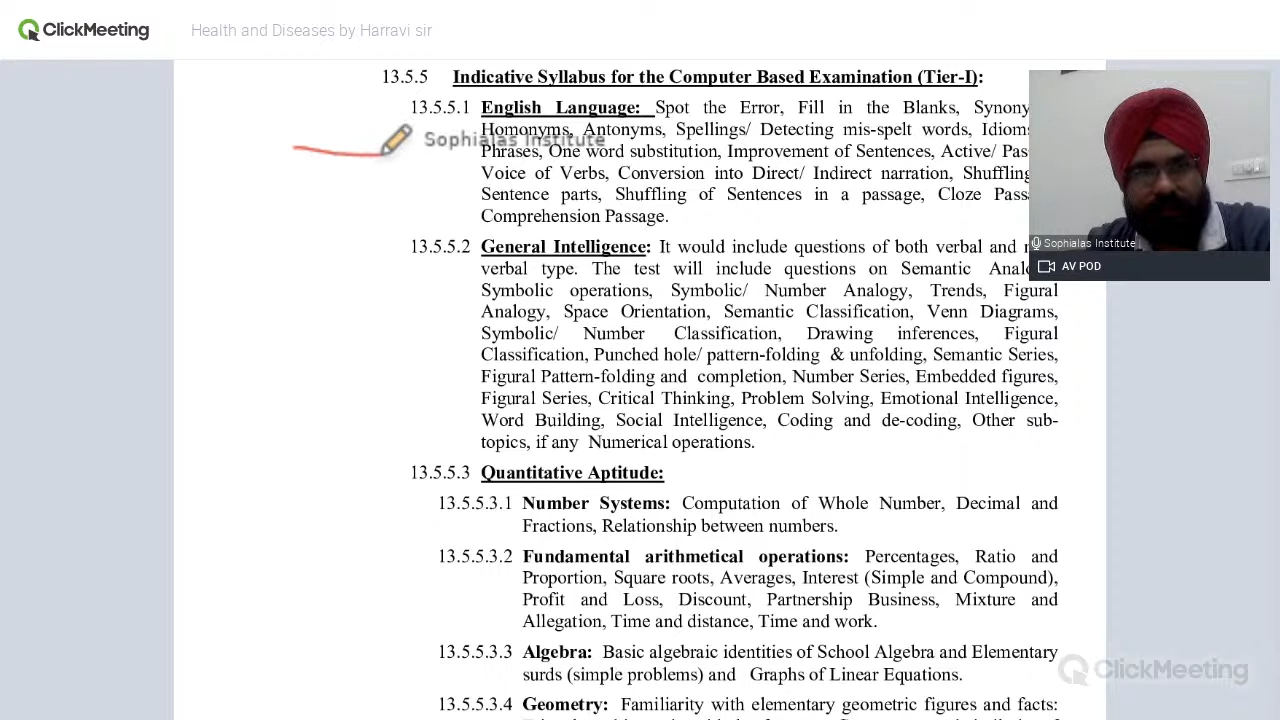 ClickMeeting
Health and Diseases by Harravi sir
13.5.5 Indicative Syllabus for the Computer Based Examination (Tier-I):
13.5.5.1 English Language: Spot the Error, Fill in the Blanks,
Homonyms, Antonyms, Spellings/ Detecting mis-spelt words,
Sophialas Institute
Phrases, One word substitution, Improvement of Sentences, Active/
Voice of Verbs, Conversion into Direct/ Indirect narration, Shuffling
Sentence parts, Shuffling of Sentences in a passage, Cloze
Comprehension Passage.
Sophialas Institute
AV POD
13.5.5.2 General Intelligence: It would include questions of both verbal and
verbal type. The test will include questions on Semantic
Symbolic operations, Symbolic/ Number Analogy, Trends, Figural
Analogy, Space Orientation, Semantic Classification, Venn Diagrams,
Symbolic/ Number Classification, Drawing inferences, Figural
Classification, Punched hole/ pattern-folding & unfolding, Semantic Series,
Figural Pattern-folding and completion, Number Series, Embedded figures,
Figural Series, Critical Thinking, Problem Solving, Emotional Intelligence,
Word Building, Social Intelligence, Coding and de-coding, Other sub-
topics, if any Numerical operations.
13.5.5.3 Quantitative Aptitude:
13.5.5.3.1 Number Systems: Computation of Whole Number, Decimal and
Fractions, Relationship between numbers.
13.5.5.3.2 Fundamental arithmetical operations: Percentages, Ratio and
Proportion, Square roots, Averages, Interest (Simple and Compound),
Profit and Loss, Discount, Partnership Business, Mixture and
Allegation, Time and distance, Time and work.
13.5.5.3.3 Algebra: Basic algebraic identities of School Algebra and Elementary
surds (simple problems) and Graphs of Linear Equations.
ClickMeeting
13.5.5.3.4 Geometry: Familiarity with elementary geometric figures and facts: